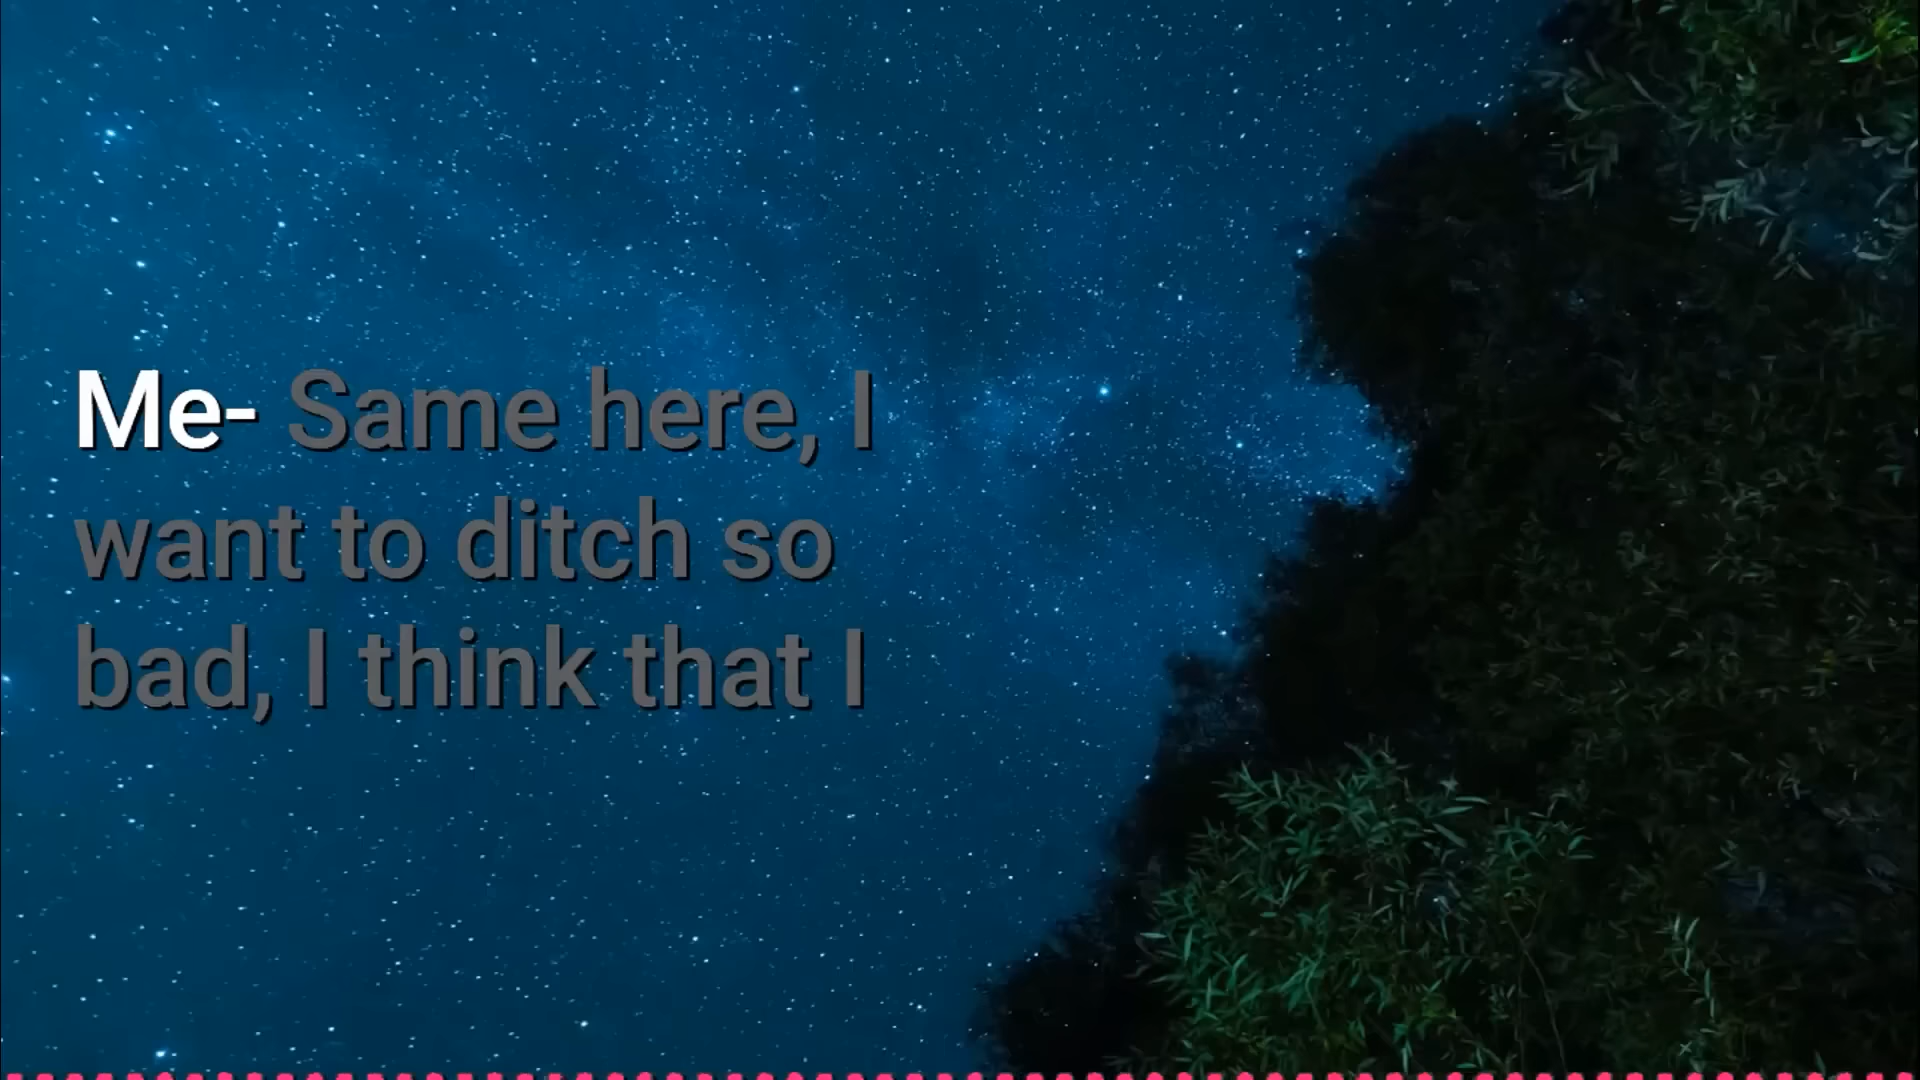 Me- Same here, I
want to ditch so
bad, I think that I